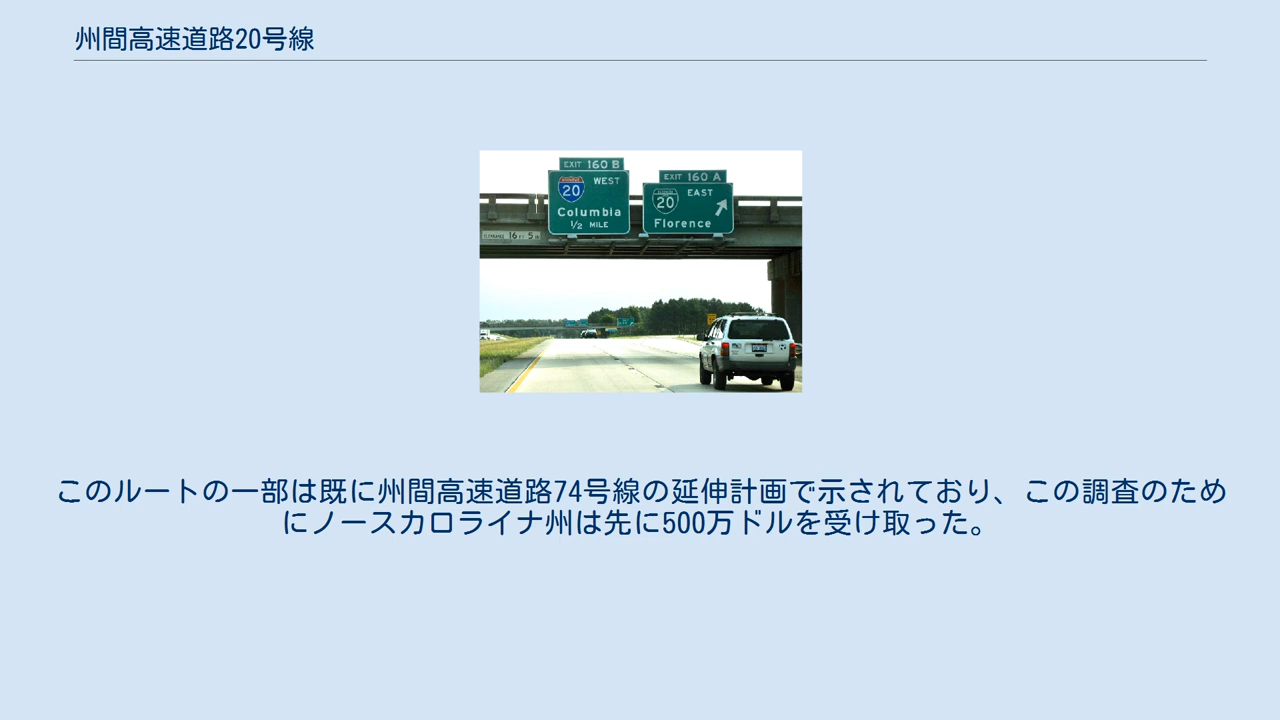 州間高速道路20号線
EXIT 160 B
EXIT 160 A
20 WEST
20 EAST
Columbia
Florence
1/2 MILE
16 FT 5 IN
このルートの一部は既に州間高速道路74号線の延伸計画で示されており、この調査のため
にノースカロライナ州は先に500万ドルを受け取った。